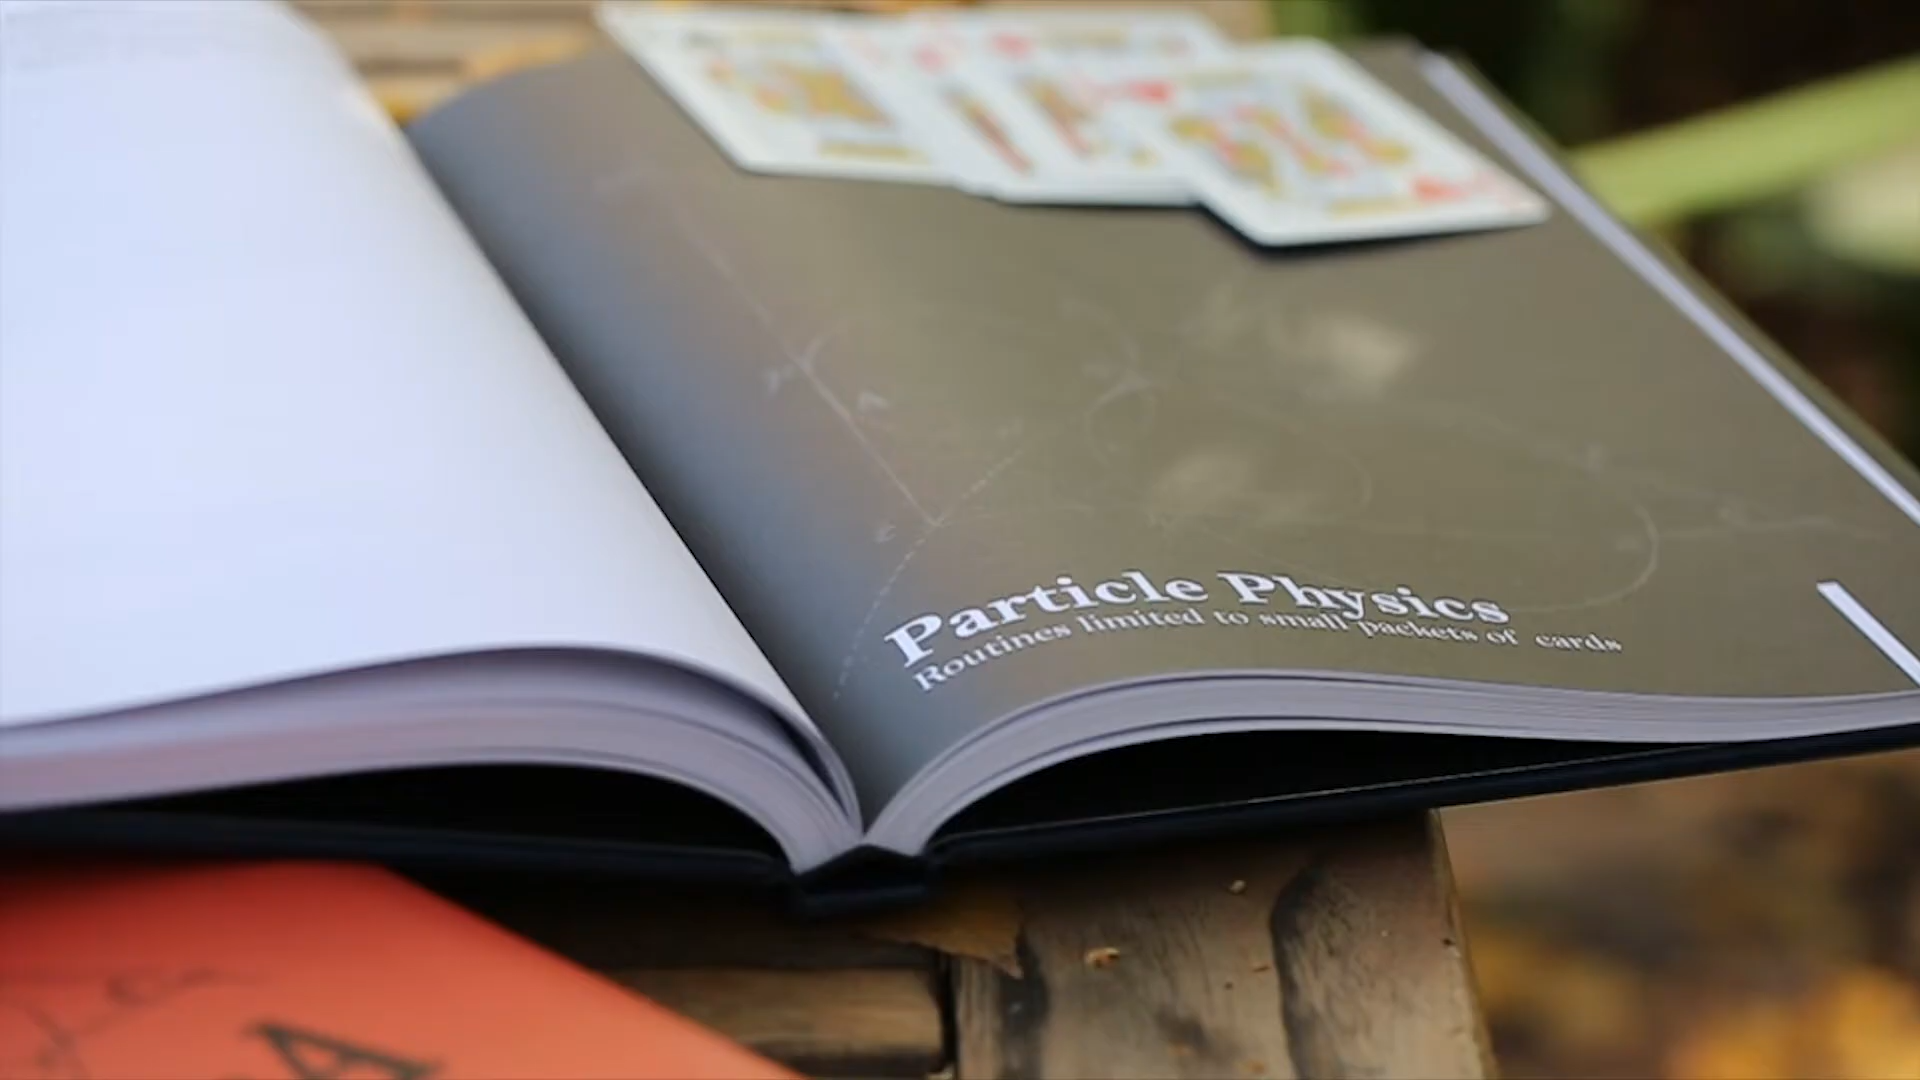 Particle Physics
Routines limited to small packets of cards
A